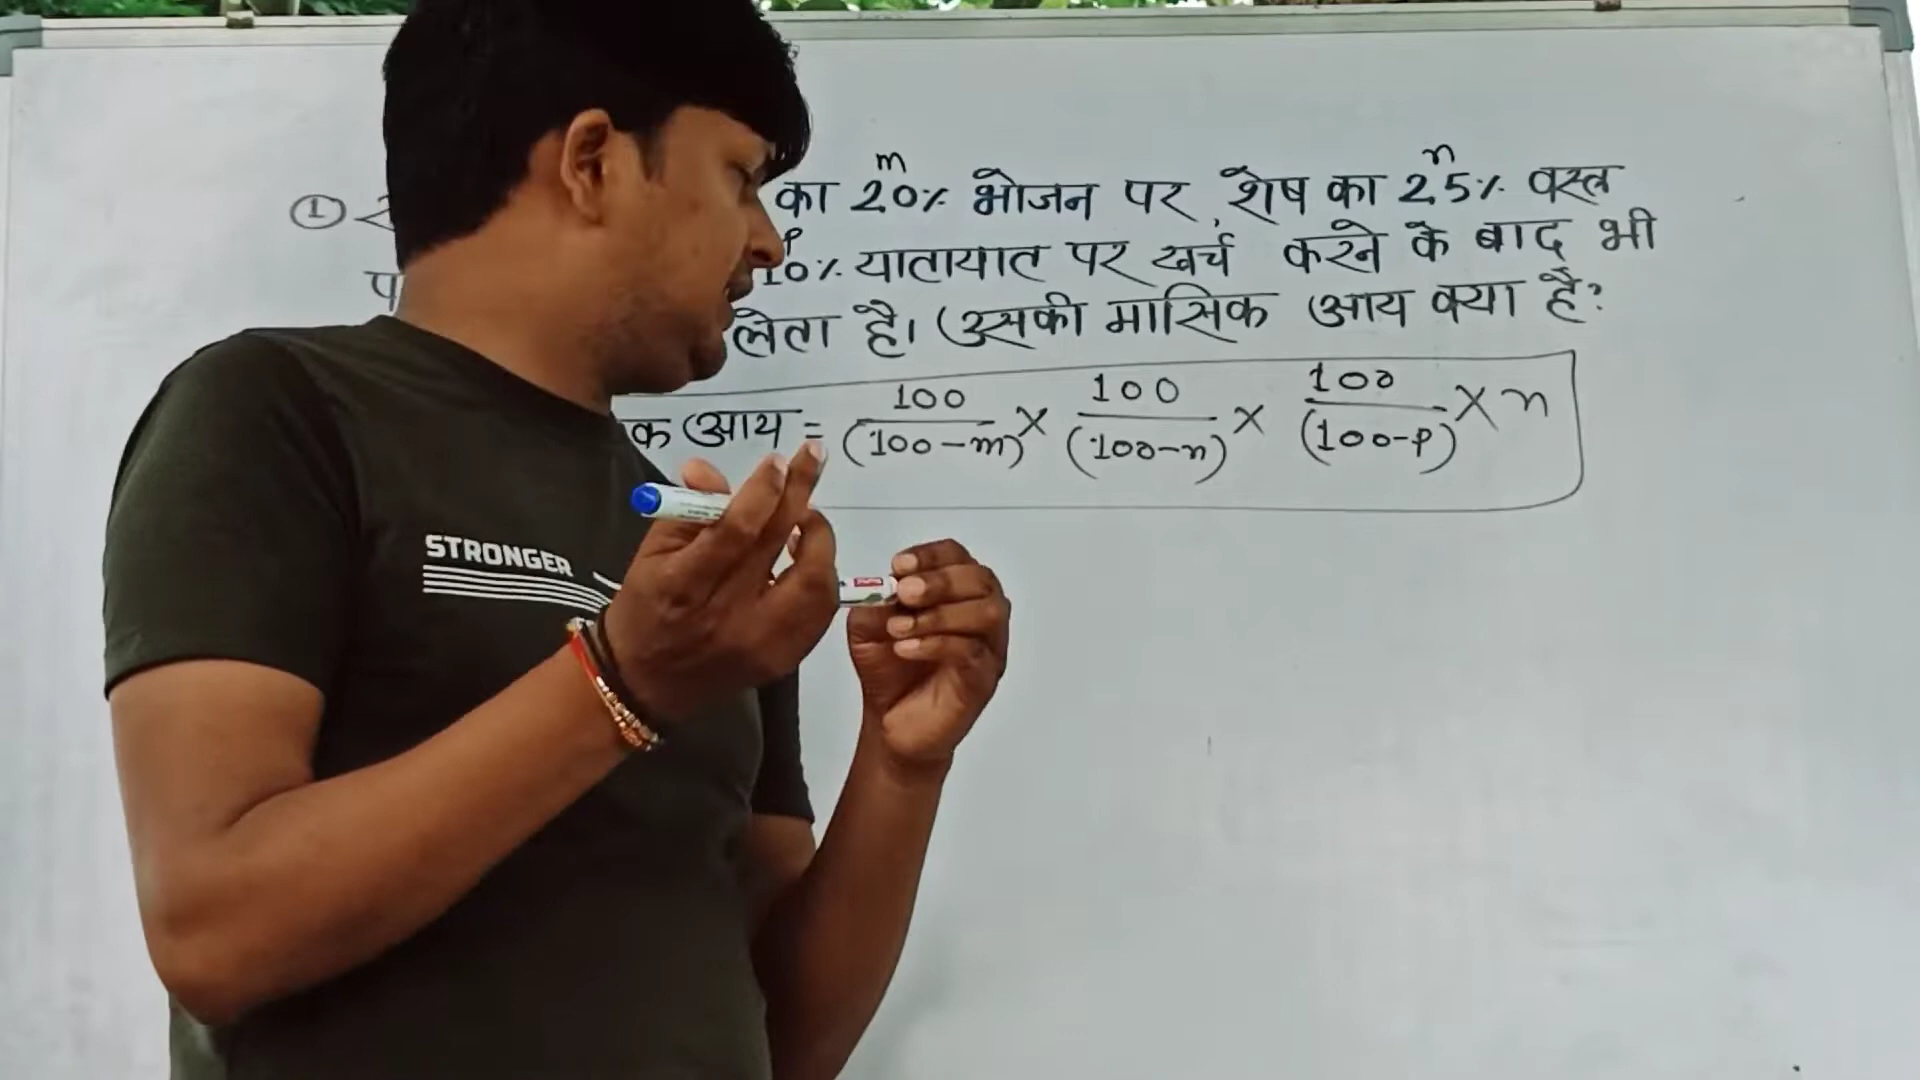 ① का 20% भोजन पर, शेष का 25% वस्त्र
m n
10% यातायात पर खर्च करने के बाद भी
p
लेता है। उसकी मासिक आय क्या है?
क आय = 100/(100-m) × 100/(100-n) × 100/(100-p) × n
STRONGER